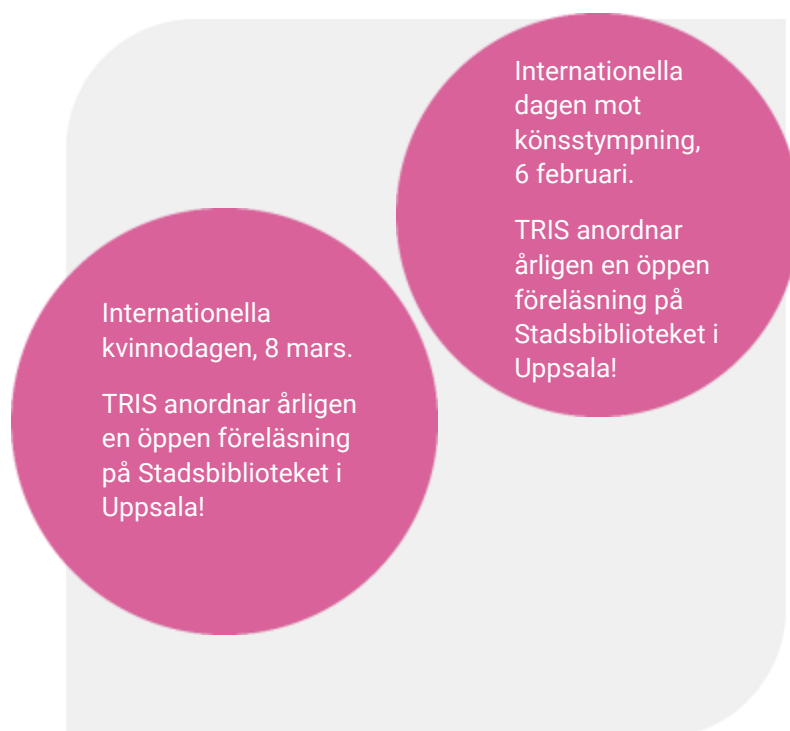 Internationella
dagen mot
könsstympning,
6 februari.
TRIS anordnar
årligen en öppen
föreläsning på
Stadsbiblioteket i
Uppsala!
Internationella
kvinnodagen, 8 mars.
TRIS anordnar årligen
en öppen föreläsning
på Stadsbiblioteket i
Uppsala!